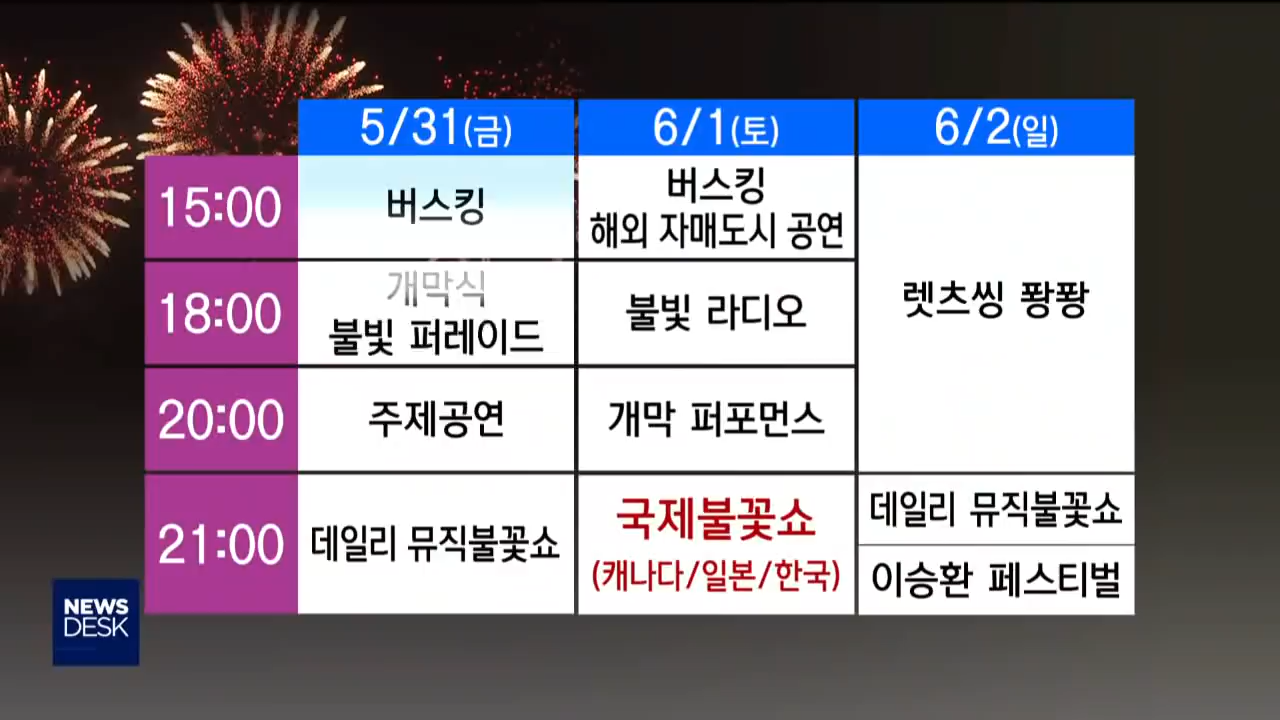 5/31(금) 6/1(토) 6/2(일)
15:00 버스킹 버스킹
해외 자매도시 공연
렛츠씽 퐝퐝
18:00 개막식
불빛 퍼레이드 불빛 라디오
20:00 주제공연 개막 퍼포먼스
21:00 데일리 뮤직불꽃쇼 국제불꽃쇼
(캐나다/일본/한국)
데일리 뮤직불꽃쇼
이승환 페스티벌
NEWS
DESK